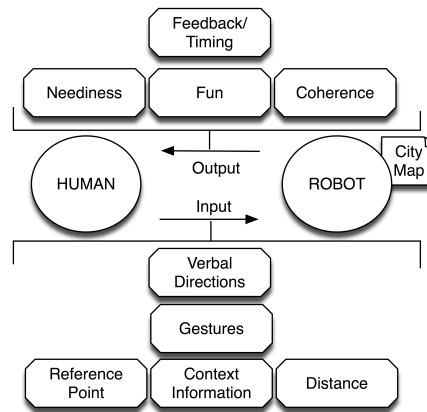 Feedback/
Timing
Neediness
Fun
Coherence
HUMAN
Output
ROBOT
City
Map
Input
Verbal
Directions
Gestures
Reference
Point
Context
Information
Distance